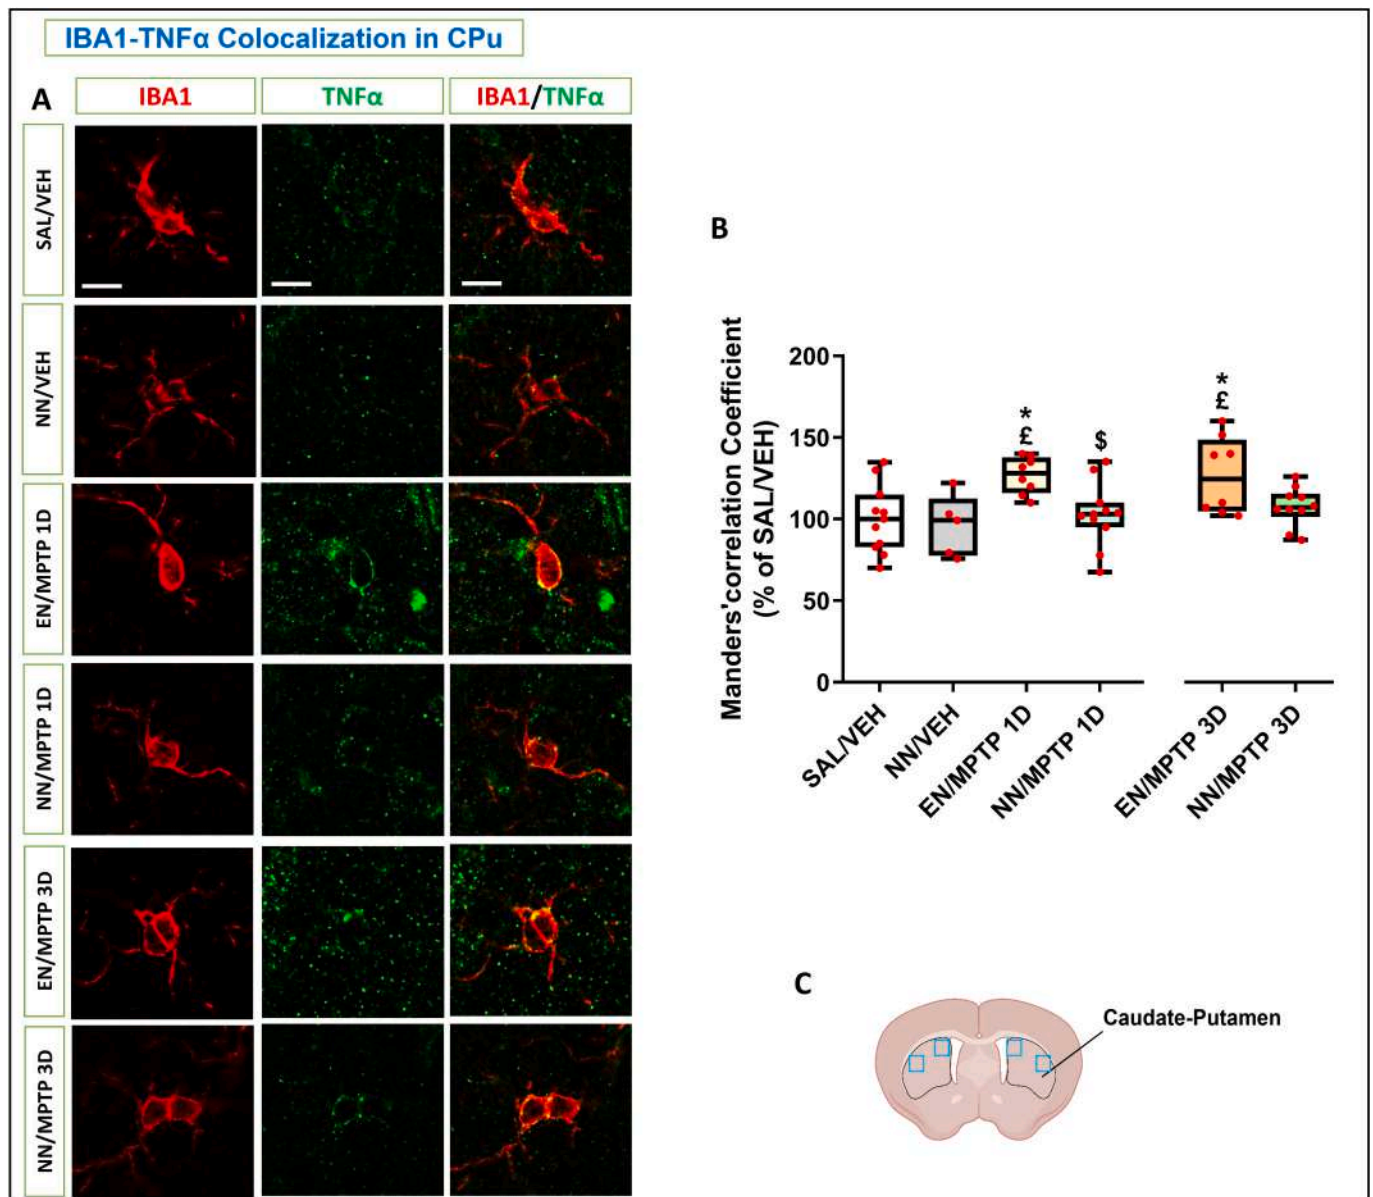 IBA1-TNFα Colocalization in CPu
A
IBA1
TNFα
IBA1/TNFα
SAL/VEH
NN/VEH
EN/MPTP 1D
NN/MPTP 1D
EN/MPTP 3D
NN/MPTP 3D
B
Manders'correlation Coefficient
(% of SAL/VEH)
200
150
100
50
0
*
£
*
£
$
SAL/VEH
NN/VEH
EN/MPTP 1D
NN/MPTP 1D
EN/MPTP 3D
NN/MPTP 3D
C
Caudate-Putamen